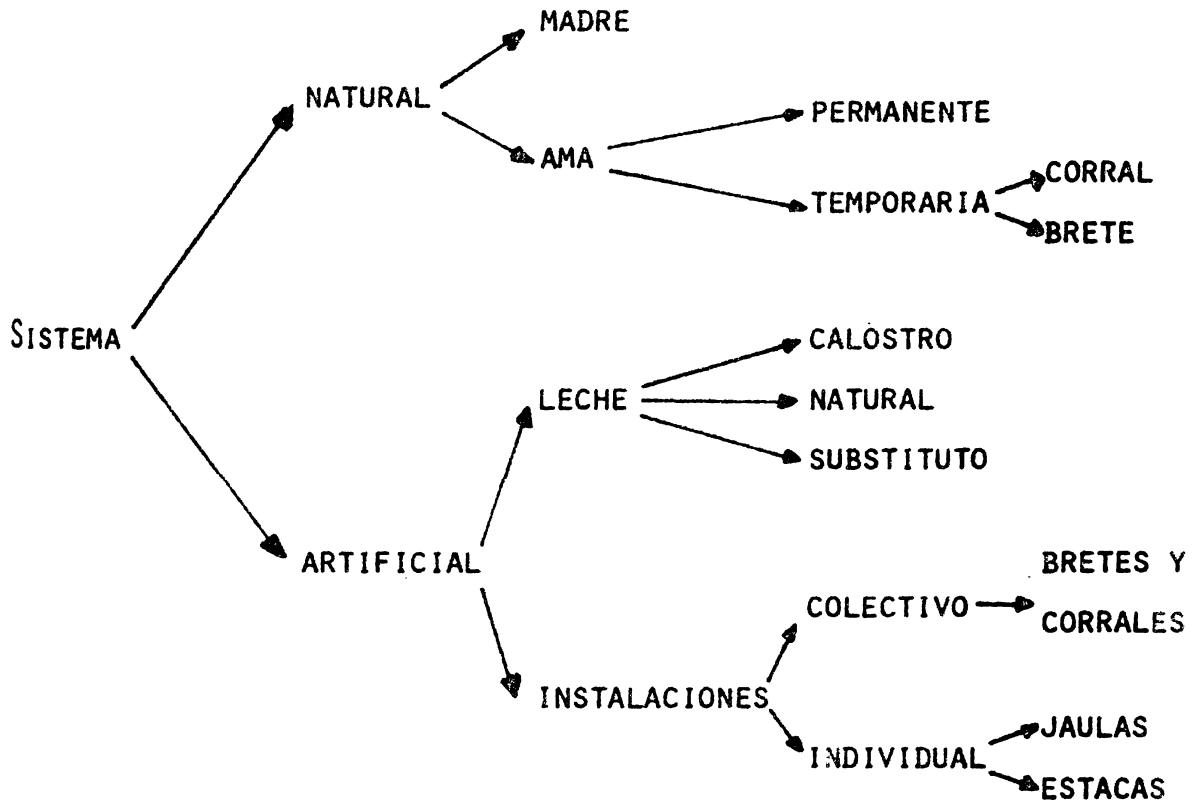 MADRE
NATURAL
PERMANENTE
AMA
CORRAL
TEMPORARIA
BRETE
SISTEMA
CALOSTRO
LECHE
NATURAL
SUBSTITUTO
ARTIFICIAL
BRETES Y
COLECTIVO
CORRALES
INSTALACIONES
JAULAS
INDIVIDUAL
ESTACAS